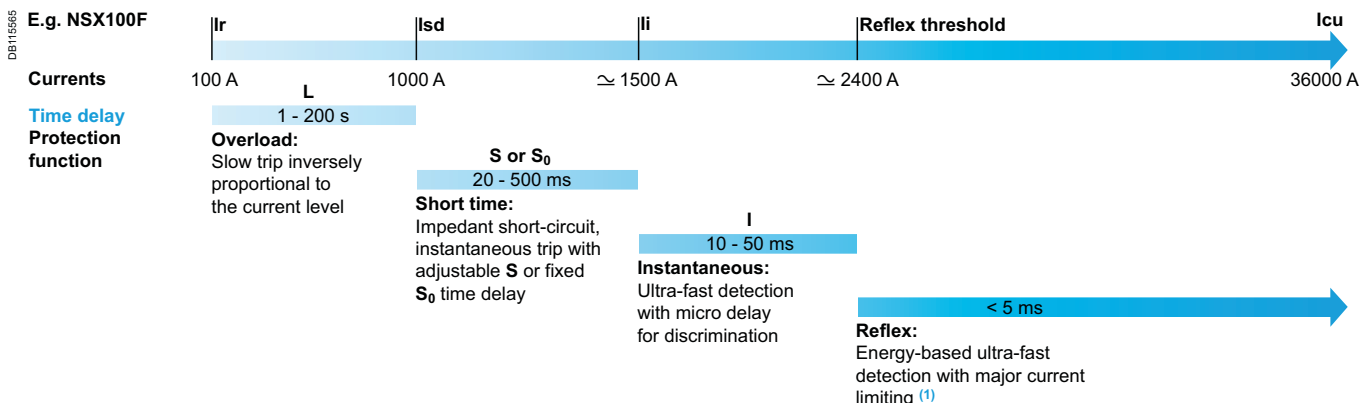 DB115565
E.g. NSX100F
Ir Isd Ii Reflex threshold Icu
Currents 100 A 1000 A ≃ 1500 A ≃ 2400 A 36000 A
Time delay
Protection
function
L
1 - 200 s
Overload:
Slow trip inversely
proportional to
the current level
S or S₀
20 - 500 ms
Short time:
Impedant short-circuit,
instantaneous trip with
adjustable S or fixed
S₀ time delay
I
10 - 50 ms
Instantaneous:
Ultra-fast detection
with micro delay
for discrimination
< 5 ms
Reflex:
Energy-based ultra-fast
detection with major current
limiting (1)